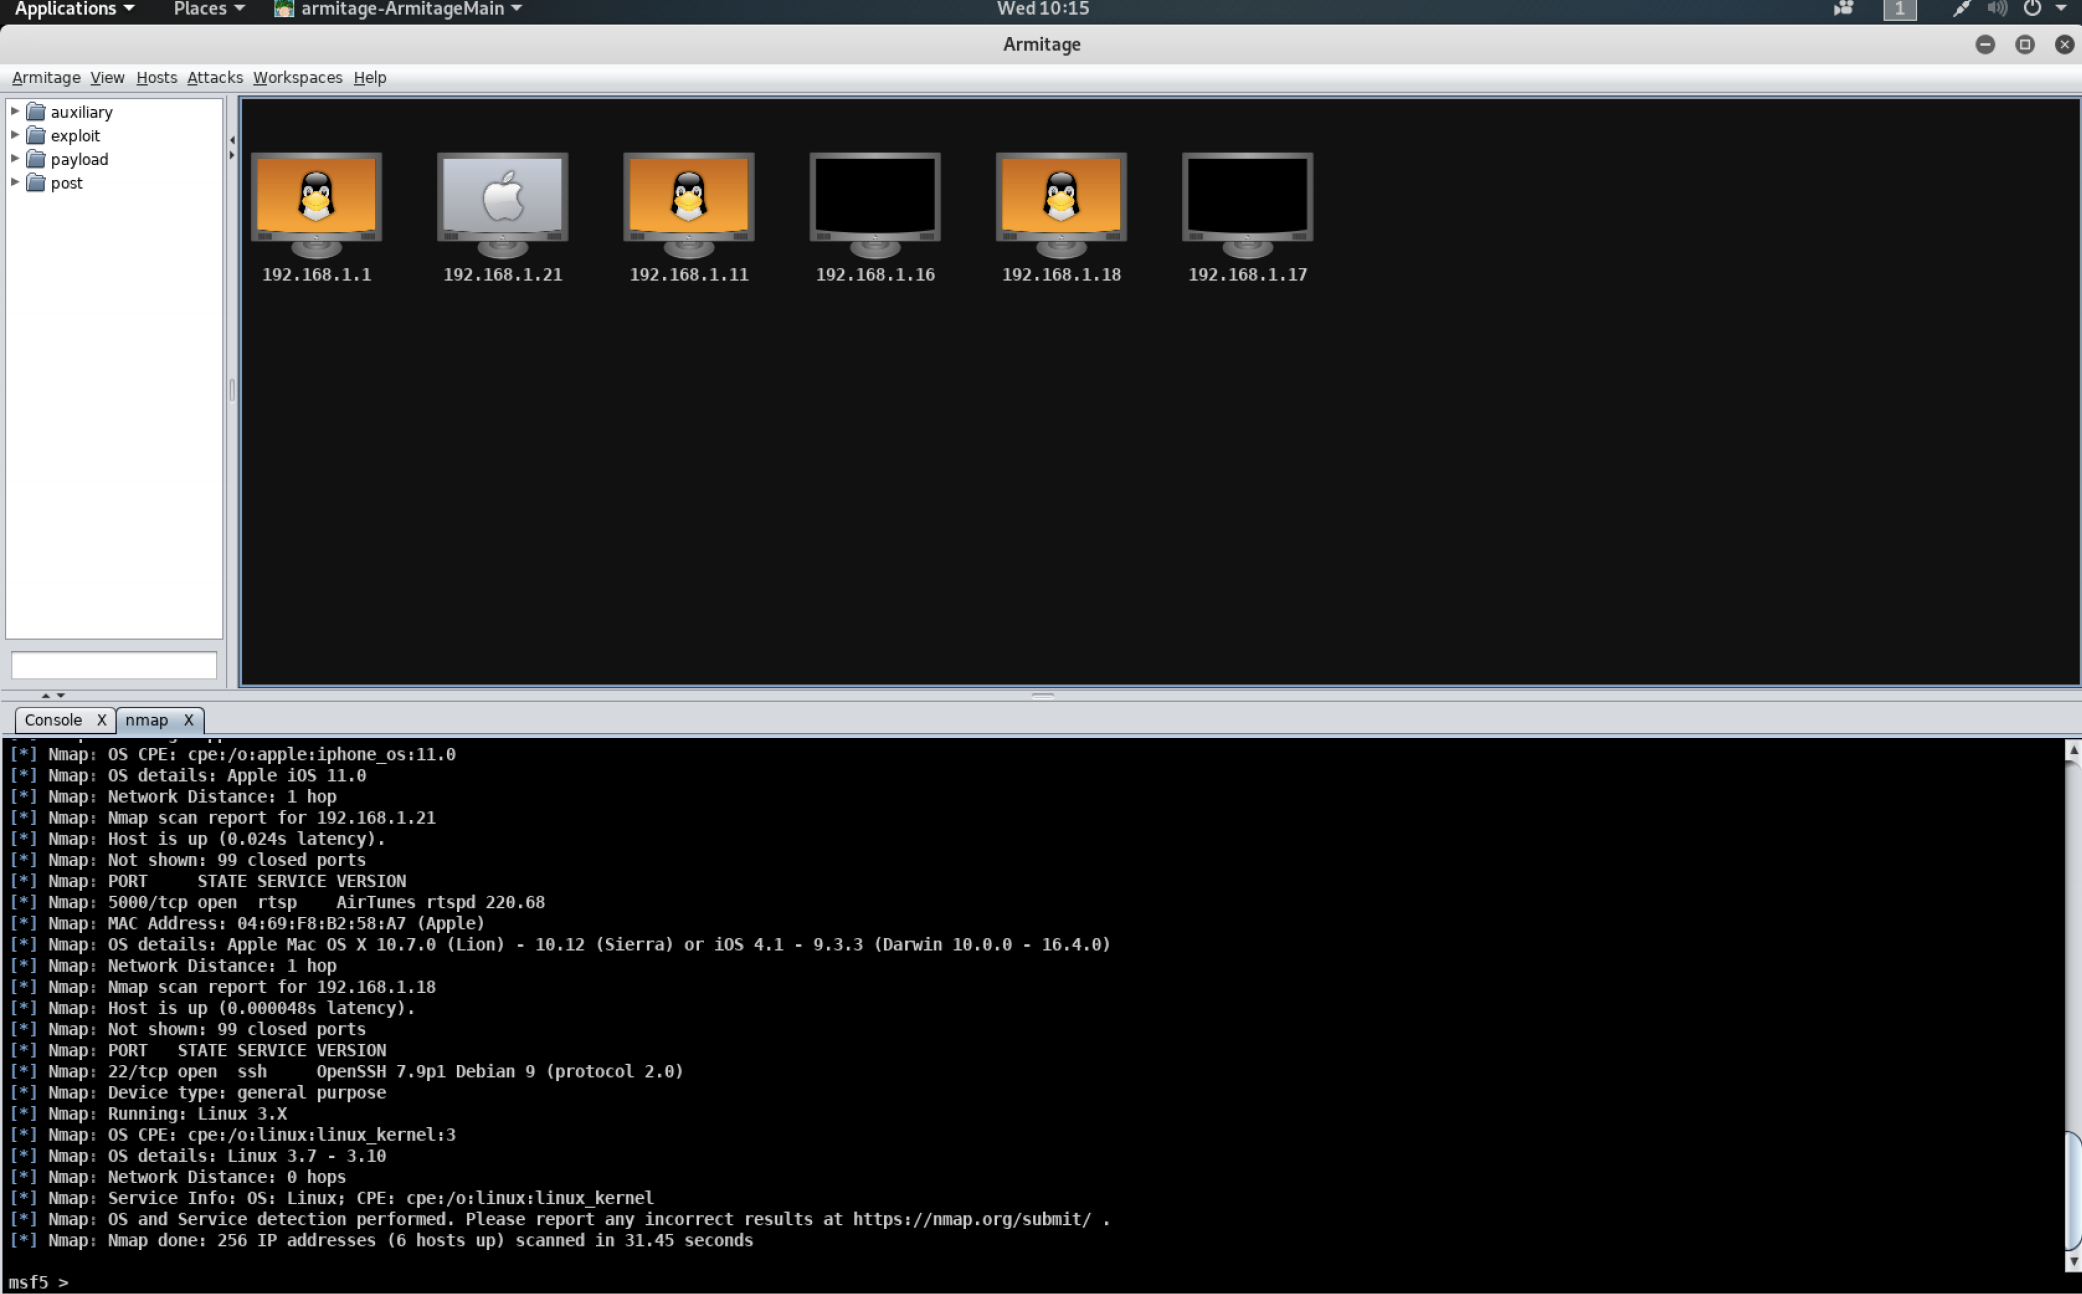 Applications Places armitage-ArmitageMain Wed 10:15 1
Armitage
Armitage View Hosts Attacks Workspaces Help
auxiliary
exploit
payload
post
192.168.1.1 192.168.1.21 192.168.1.11 192.168.1.16 192.168.1.18 192.168.1.17
Console X nmap X
[*] Nmap: OS CPE: cpe:/o:apple:iphone_os:11.0
[*] Nmap: OS details: Apple iOS 11.0
[*] Nmap: Network Distance: 1 hop
[*] Nmap: Nmap scan report for 192.168.1.21
[*] Nmap: Host is up (0.024s latency).
[*] Nmap: Not shown: 99 closed ports
[*] Nmap: PORT     STATE SERVICE VERSION
[*] Nmap: 5000/tcp open  rtsp    AirTunes rtspd 220.68
[*] Nmap: MAC Address: 04:69:F8:B2:58:A7 (Apple)
[*] Nmap: OS details: Apple Mac OS X 10.7.0 (Lion) - 10.12 (Sierra) or iOS 4.1 - 9.3.3 (Darwin 10.0.0 - 16.4.0)
[*] Nmap: Network Distance: 1 hop
[*] Nmap: Nmap scan report for 192.168.1.18
[*] Nmap: Host is up (0.000048s latency).
[*] Nmap: Not shown: 99 closed ports
[*] Nmap: PORT   STATE SERVICE VERSION
[*] Nmap: 22/tcp open  ssh     OpenSSH 7.9p1 Debian 9 (protocol 2.0)
[*] Nmap: Device type: general purpose
[*] Nmap: Running: Linux 3.X
[*] Nmap: OS CPE: cpe:/o:linux:linux_kernel:3
[*] Nmap: OS details: Linux 3.7 - 3.10
[*] Nmap: Network Distance: 0 hops
[*] Nmap: Service Info: OS: Linux; CPE: cpe:/o:linux:linux_kernel
[*] Nmap: OS and Service detection performed. Please report any incorrect results at https://nmap.org/submit/ .
[*] Nmap: Nmap done: 256 IP addresses (6 hosts up) scanned in 31.45 seconds
msf5 >